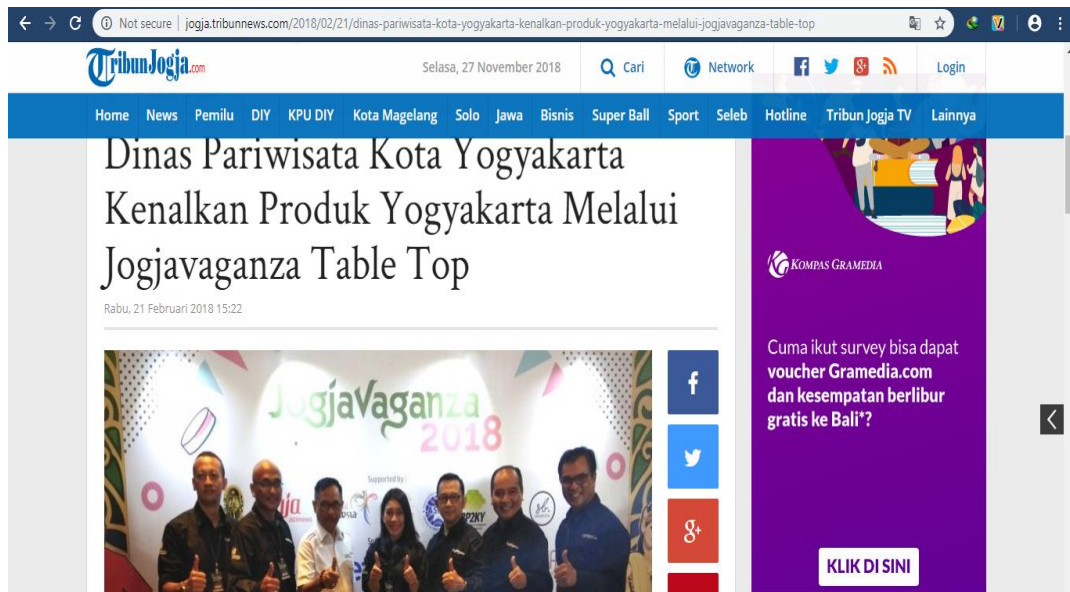 Not secure | jogja.tribunnews.com/2018/02/21/dinas-pariwisata-kota-yogyakarta-kenalkan-produk-yogyakarta-melalui-jogjavaganza-table-top
TribunJogja.com
Selasa, 27 November 2018
Cari
Network
Login
Home News Pemilu DIY KPU DIY Kota Magelang Solo Jawa Bisnis Super Ball Sport Seleb Hotline Tribun Jogja TV Lainnya
Dinas Pariwisata Kota Yogyakarta
Kenalkan Produk Yogyakarta Melalui
Jogjavaganza Table Top
Rabu, 21 Februari 2018 15:22
JogjaVaganza
2018
Supported by :
KOMPAS GRAMEDIA
Cuma ikut survey bisa dapat
voucher Gramedia.com
dan kesempatan berlibur
gratis ke Bali*?
KLIK DI SINI